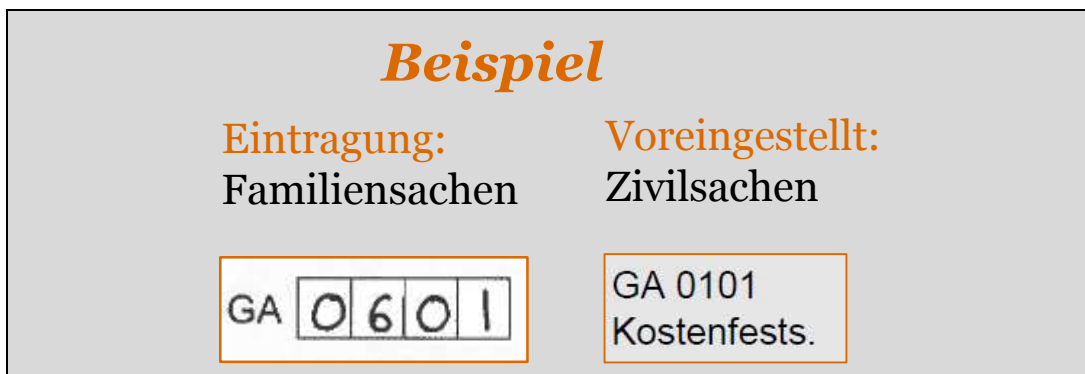 Beispiel
Eintragung:
Familiensachen
GA 0601
Voreingestellt:
Zivilsachen
GA 0101
Kostenfests.